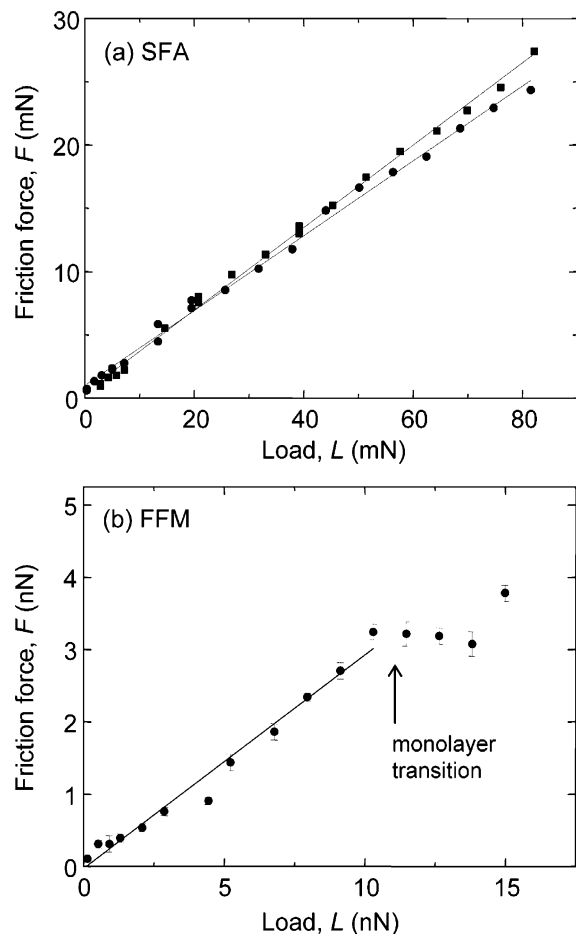 30
(a) SFA
20
10
0
Friction force, F (mN)
0 20 40 60 80
Load, L (mN)
5
(b) FFM
4
3
2
1
0
Friction force, F (nN)
monolayer
transition
0 5 10 15
Load, L (nN)